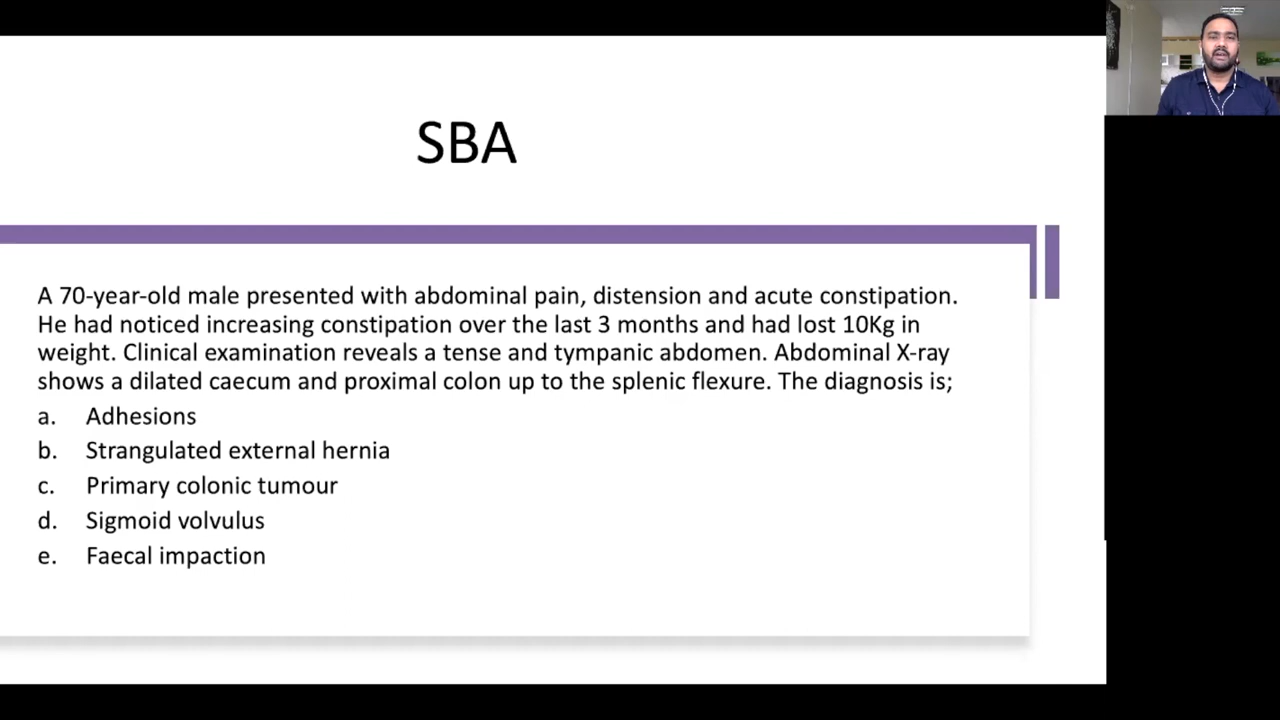 SBA
A 70-year-old male presented with abdominal pain, distension and acute constipation.
He had noticed increasing constipation over the last 3 months and had lost 10Kg in
weight. Clinical examination reveals a tense and tympanic abdomen. Abdominal X-ray
shows a dilated caecum and proximal colon up to the splenic flexure. The diagnosis is;
a. Adhesions
b. Strangulated external hernia
c. Primary colonic tumour
d. Sigmoid volvulus
e. Faecal impaction